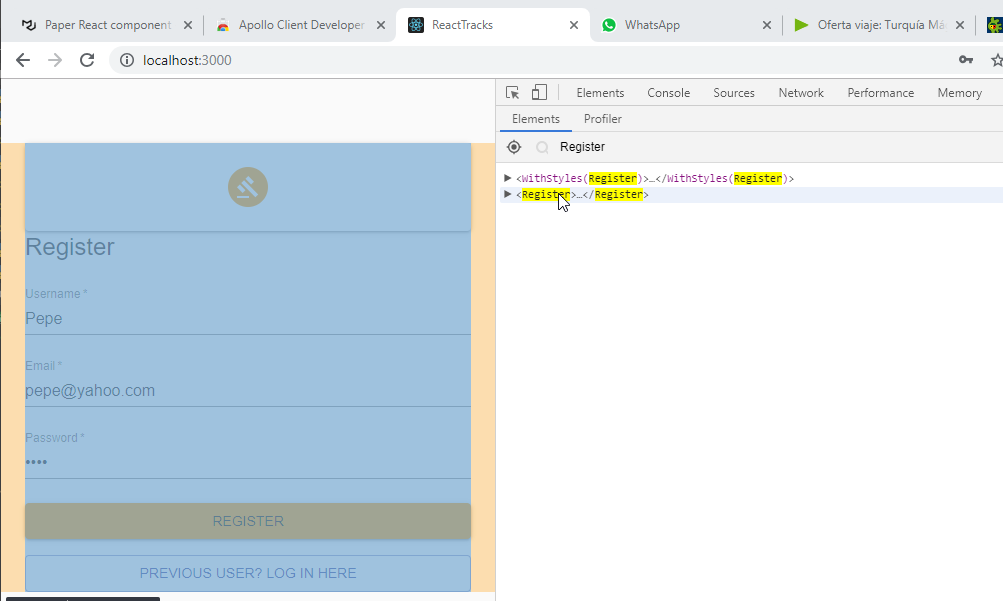 Paper React component
Apollo Client Developer
ReactTracks
WhatsApp
Oferta viaje: Turquía Má
localhost:3000
Elements
Console
Sources
Network
Performance
Memory
Elements
Profiler
Register
<WithStyles(Register)>…</WithStyles(Register)>
<Register>…</Register>
Register
Username *
Pepe
Email *
pepe@yahoo.com
Password *
••••
REGISTER
PREVIOUS USER? LOG IN HERE